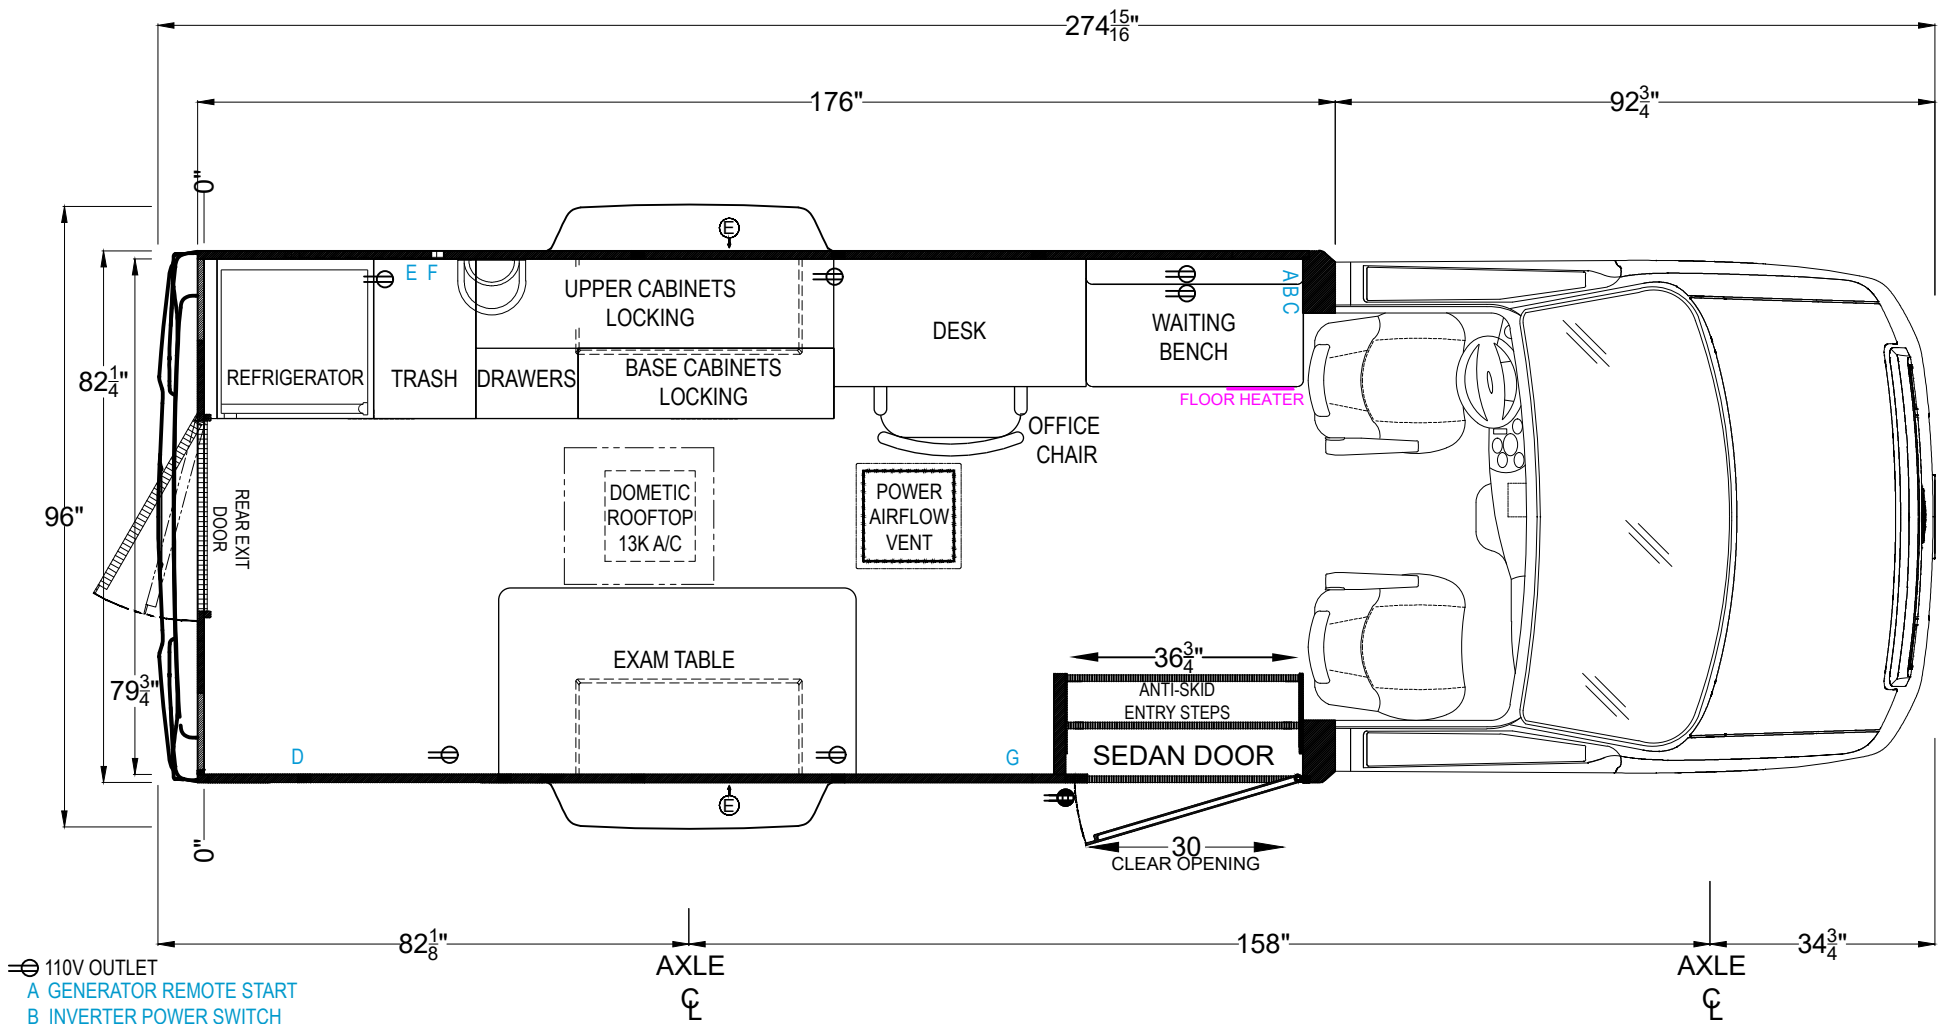 274 15/16"
176"
92 3/4"
0"
E
E F
A B C
UPPER CABINETS
LOCKING
DESK
WAITING
BENCH
82 1/4"
REFRIGERATOR
TRASH
DRAWERS
BASE CABINETS
LOCKING
FLOOR HEATER
OFFICE
CHAIR
96"
REAR EXIT
DOOR
DOMETIC
ROOFTOP
13K A/C
POWER
AIRFLOW
VENT
EXAM TABLE
36 3/4"
79 3/4"
ANTI-SKID
ENTRY STEPS
D
G
SEDAN DOOR
E
0"
30
CLEAR OPENING
82 1/8"
158"
34 3/4"
AXLE
℄
AXLE
℄
110V OUTLET
A GENERATOR REMOTE START
B INVERTER POWER SWITCH